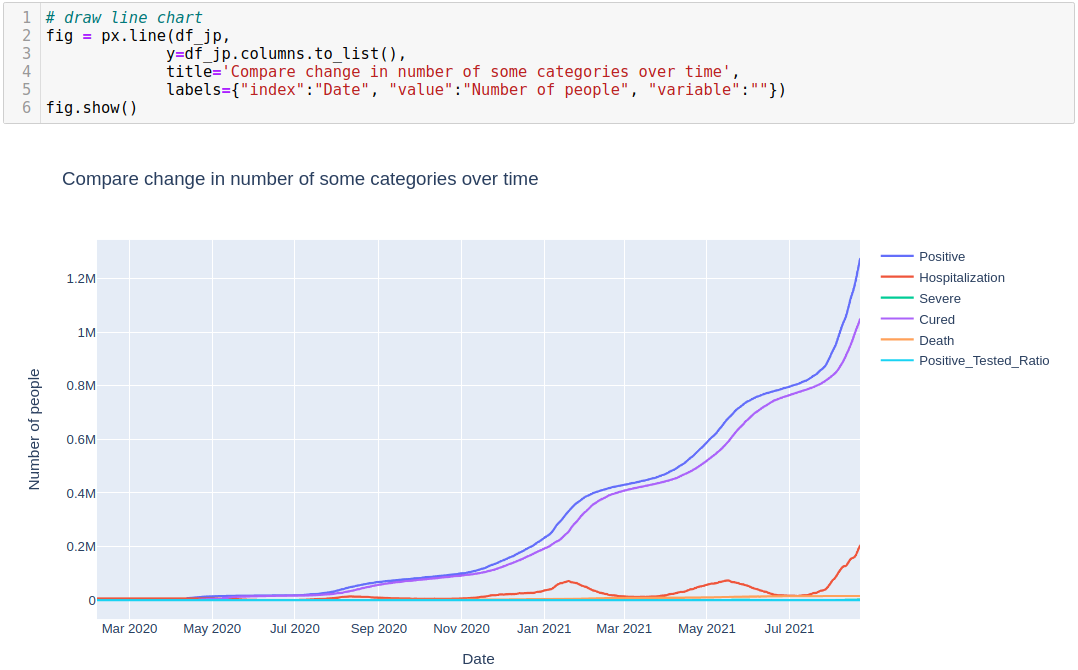 1 # draw line chart
2 fig = px.line(df_jp,
3 y=df_jp.columns.to_list(),
4 title='Compare change in number of some categories over time',
5 labels={"index":"Date", "value":"Number of people", "variable":""})
6 fig.show()
Compare change in number of some categories over time
Positive
Hospitalization
Severe
Cured
Death
Positive_Tested_Ratio
Number of people
1.2M
1M
0.8M
0.6M
0.4M
0.2M
0
Mar 2020 May 2020 Jul 2020 Sep 2020 Nov 2020 Jan 2021 Mar 2021 May 2021 Jul 2021
Date